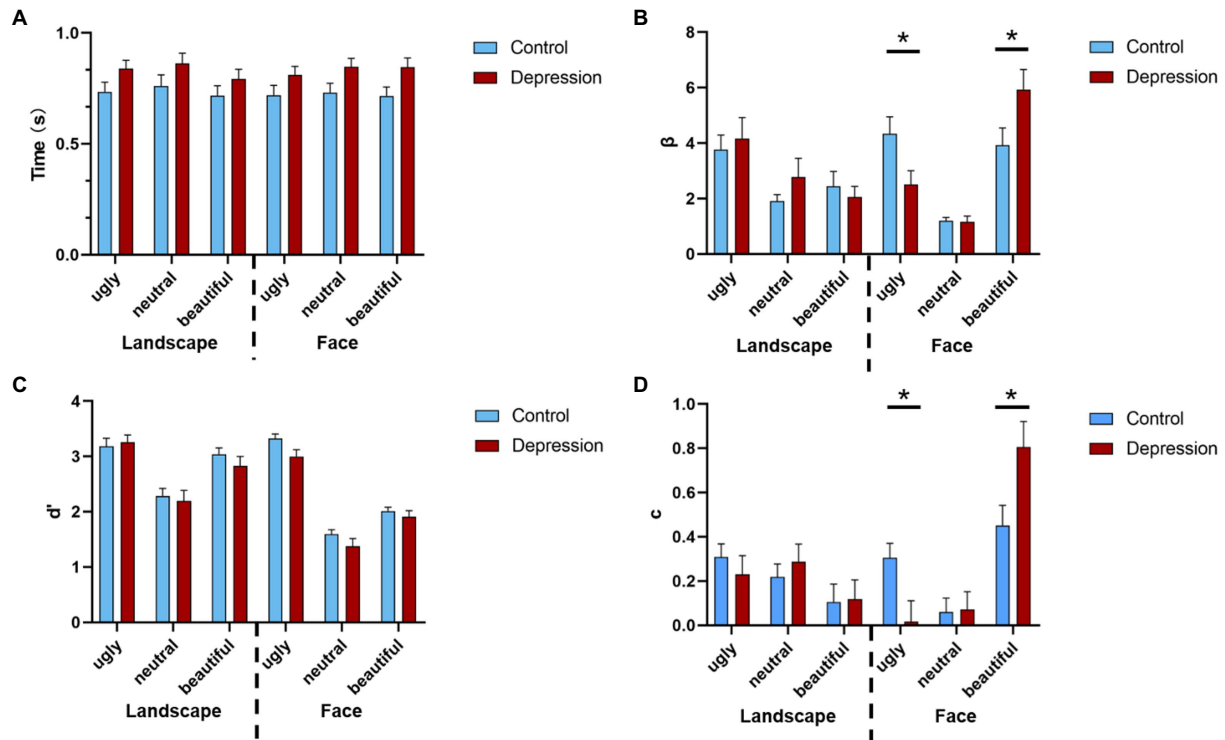 A
1.0
0.5
0.0
Time (s)
ugly
neutral
beautiful
ugly
neutral
beautiful
Landscape
Face
Control
Depression
B
8
6
4
2
0
β
*
*
ugly
neutral
beautiful
ugly
neutral
beautiful
Landscape
Face
Control
Depression
C
4
3
2
1
0
d'
ugly
neutral
beautiful
ugly
neutral
beautiful
Landscape
Face
Control
Depression
D
1.0
0.8
0.6
0.4
0.2
0.0
c
*
*
ugly
neutral
beautiful
ugly
neutral
beautiful
Landscape
Face
Control
Depression